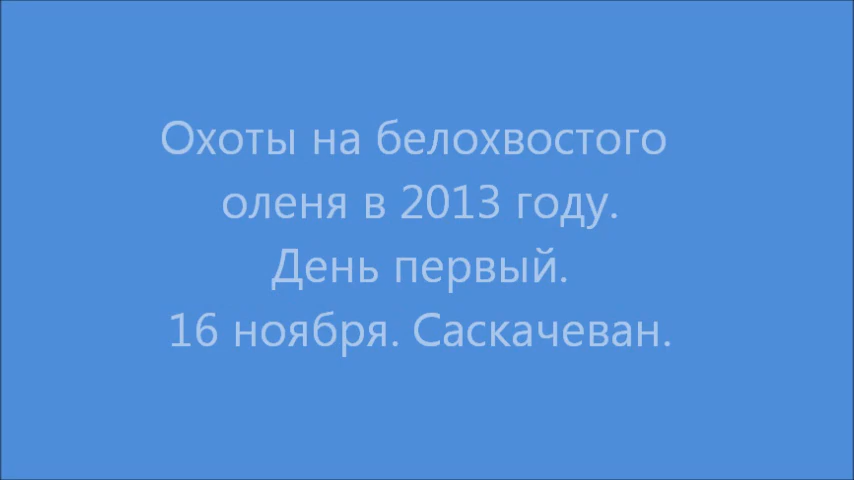 Охоты на белохвостого
оленя в 2013 году.
День первый.
16 ноября. Саскачеван.